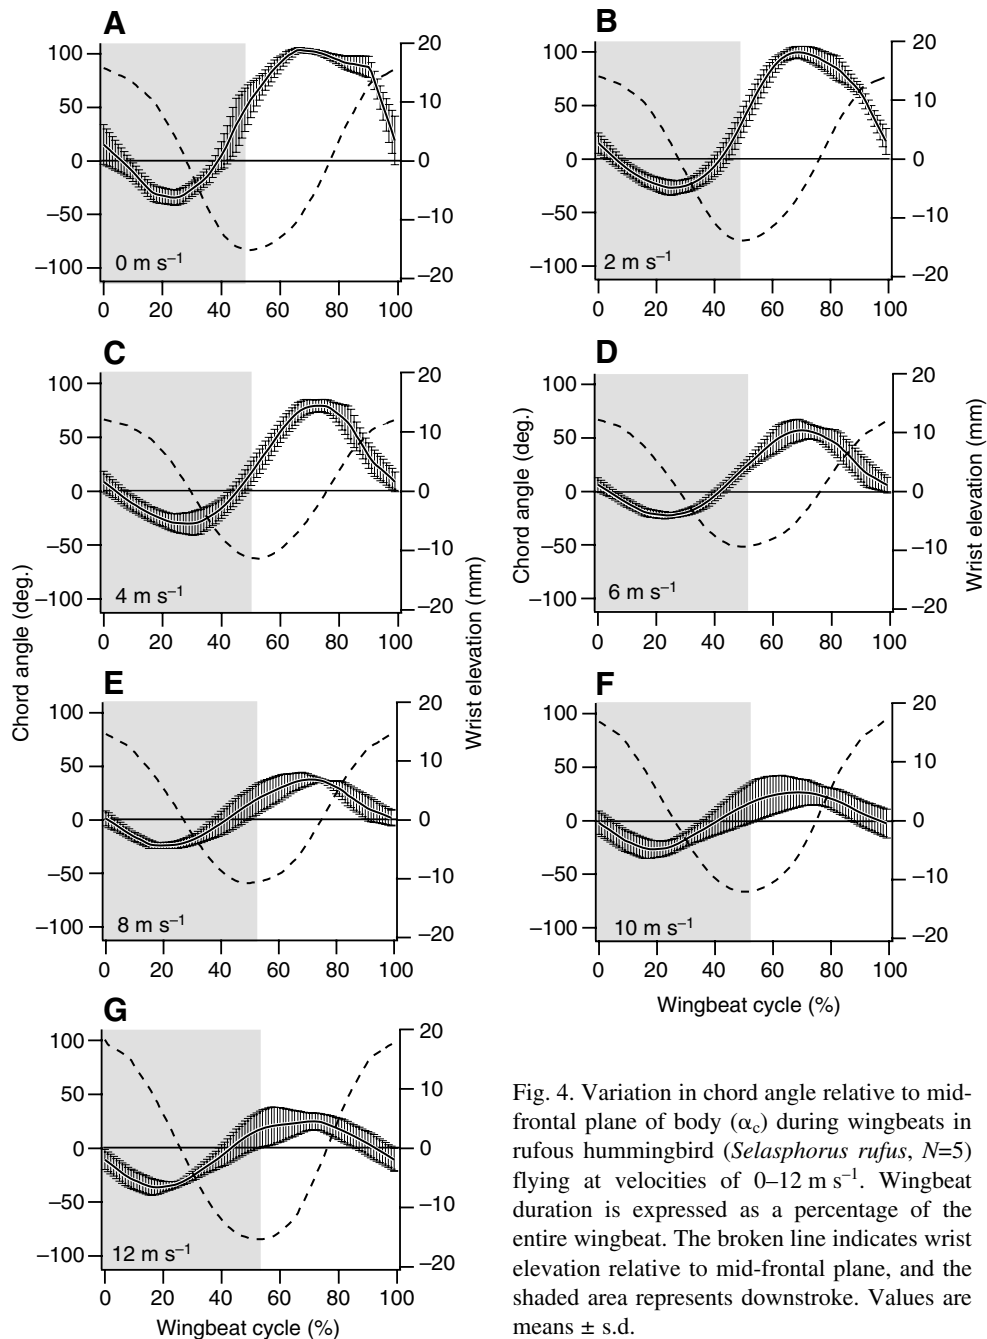 A
B
100
50
0
−50
−100
20
10
0
−10
−20
0 m s−1
0 20 40 60 80 100
100
50
0
−50
−100
20
10
0
−10
−20
2 m s−1
0 20 40 60 80 100
C
D
100
50
0
−50
−100
20
10
0
−10
−20
4 m s−1
0 20 40 60 80 100
Chord angle (deg.)
Wrist elevation (mm)
100
50
0
−50
−100
20
10
0
−10
−20
6 m s−1
0 20 40 60 80 100
Chord angle (deg.)
Wrist elevation (mm)
E
F
100
50
0
−50
−100
20
10
0
−10
−20
8 m s−1
0 20 40 60 80 100
100
50
0
−50
−100
20
10
0
−10
−20
10 m s−1
0 20 40 60 80 100
Wingbeat cycle (%)
G
100
50
0
−50
−100
20
10
0
−10
−20
12 m s−1
0 20 40 60 80 100
Wingbeat cycle (%)
Fig. 4. Variation in chord angle relative to mid-
frontal plane of body (αc) during wingbeats in
rufous hummingbird (Selasphorus rufus, N=5)
flying at velocities of 0–12 m s−1. Wingbeat
duration is expressed as a percentage of the
entire wingbeat. The broken line indicates wrist
elevation relative to mid-frontal plane, and the
shaded area represents downstroke. Values are
means ± s.d.